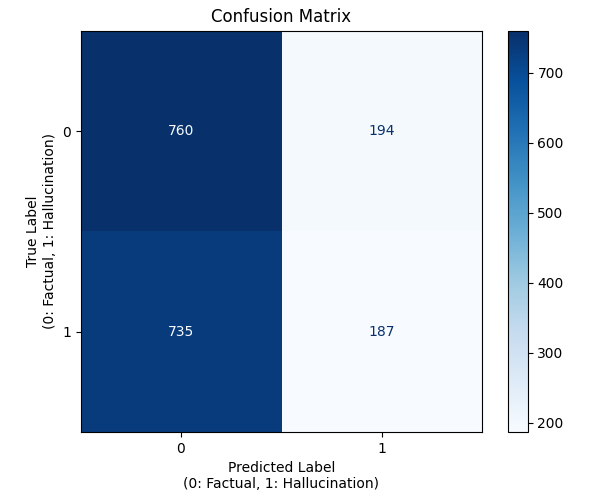 Confusion Matrix
True Label
(0: Factual, 1: Hallucination)
0
760
194
1
735
187
0
1
Predicted Label
(0: Factual, 1: Hallucination)
700
600
500
400
300
200